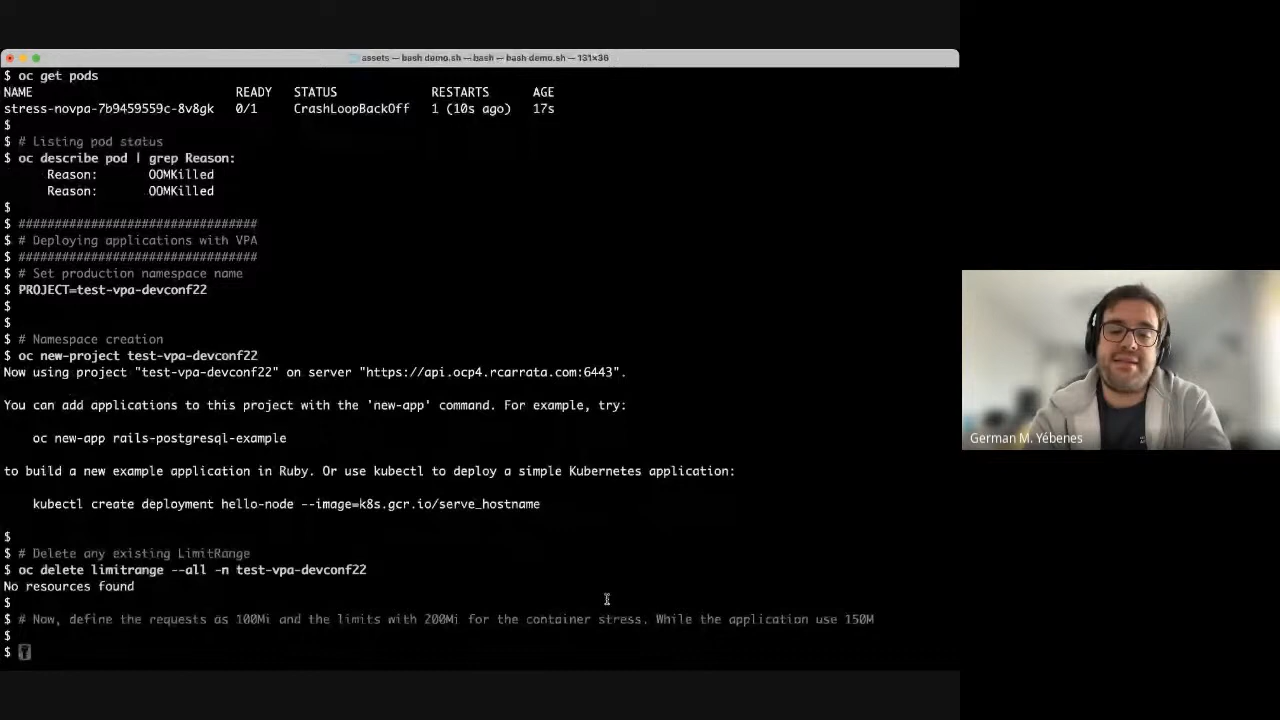 assets — bash demo.sh — bash — bash demo.sh — 131×36
$ oc get pods
NAME READY STATUS RESTARTS AGE
stress-novpa-7b9459559c-8v8gk 0/1 CrashLoopBackOff 1 (10s ago) 17s
$
$ # Listing pod status
$ oc describe pod | grep Reason:
Reason: OOMKilled
Reason: OOMKilled
$
$ #################################
$ # Deploying applications with VPA
$ #################################
$ # Set production namespace name
$ PROJECT=test-vpa-devconf22
$
$
$ # Namespace creation
$ oc new-project test-vpa-devconf22
Now using project "test-vpa-devconf22" on server "https://api.ocp4.rcarrata.com:6443".
You can add applications to this project with the 'new-app' command. For example, try:
oc new-app rails-postgresql-example
to build a new example application in Ruby. Or use kubectl to deploy a simple Kubernetes application:
kubectl create deployment hello-node --image=k8s.gcr.io/serve_hostname
$
$ # Delete any existing LimitRange
$ oc delete limitrange --all -n test-vpa-devconf22
No resources found
$
$ # Now, define the requests as 100Mi and the limits with 200Mi for the container stress. While the application use 150M
$
$
German M. Yébenes